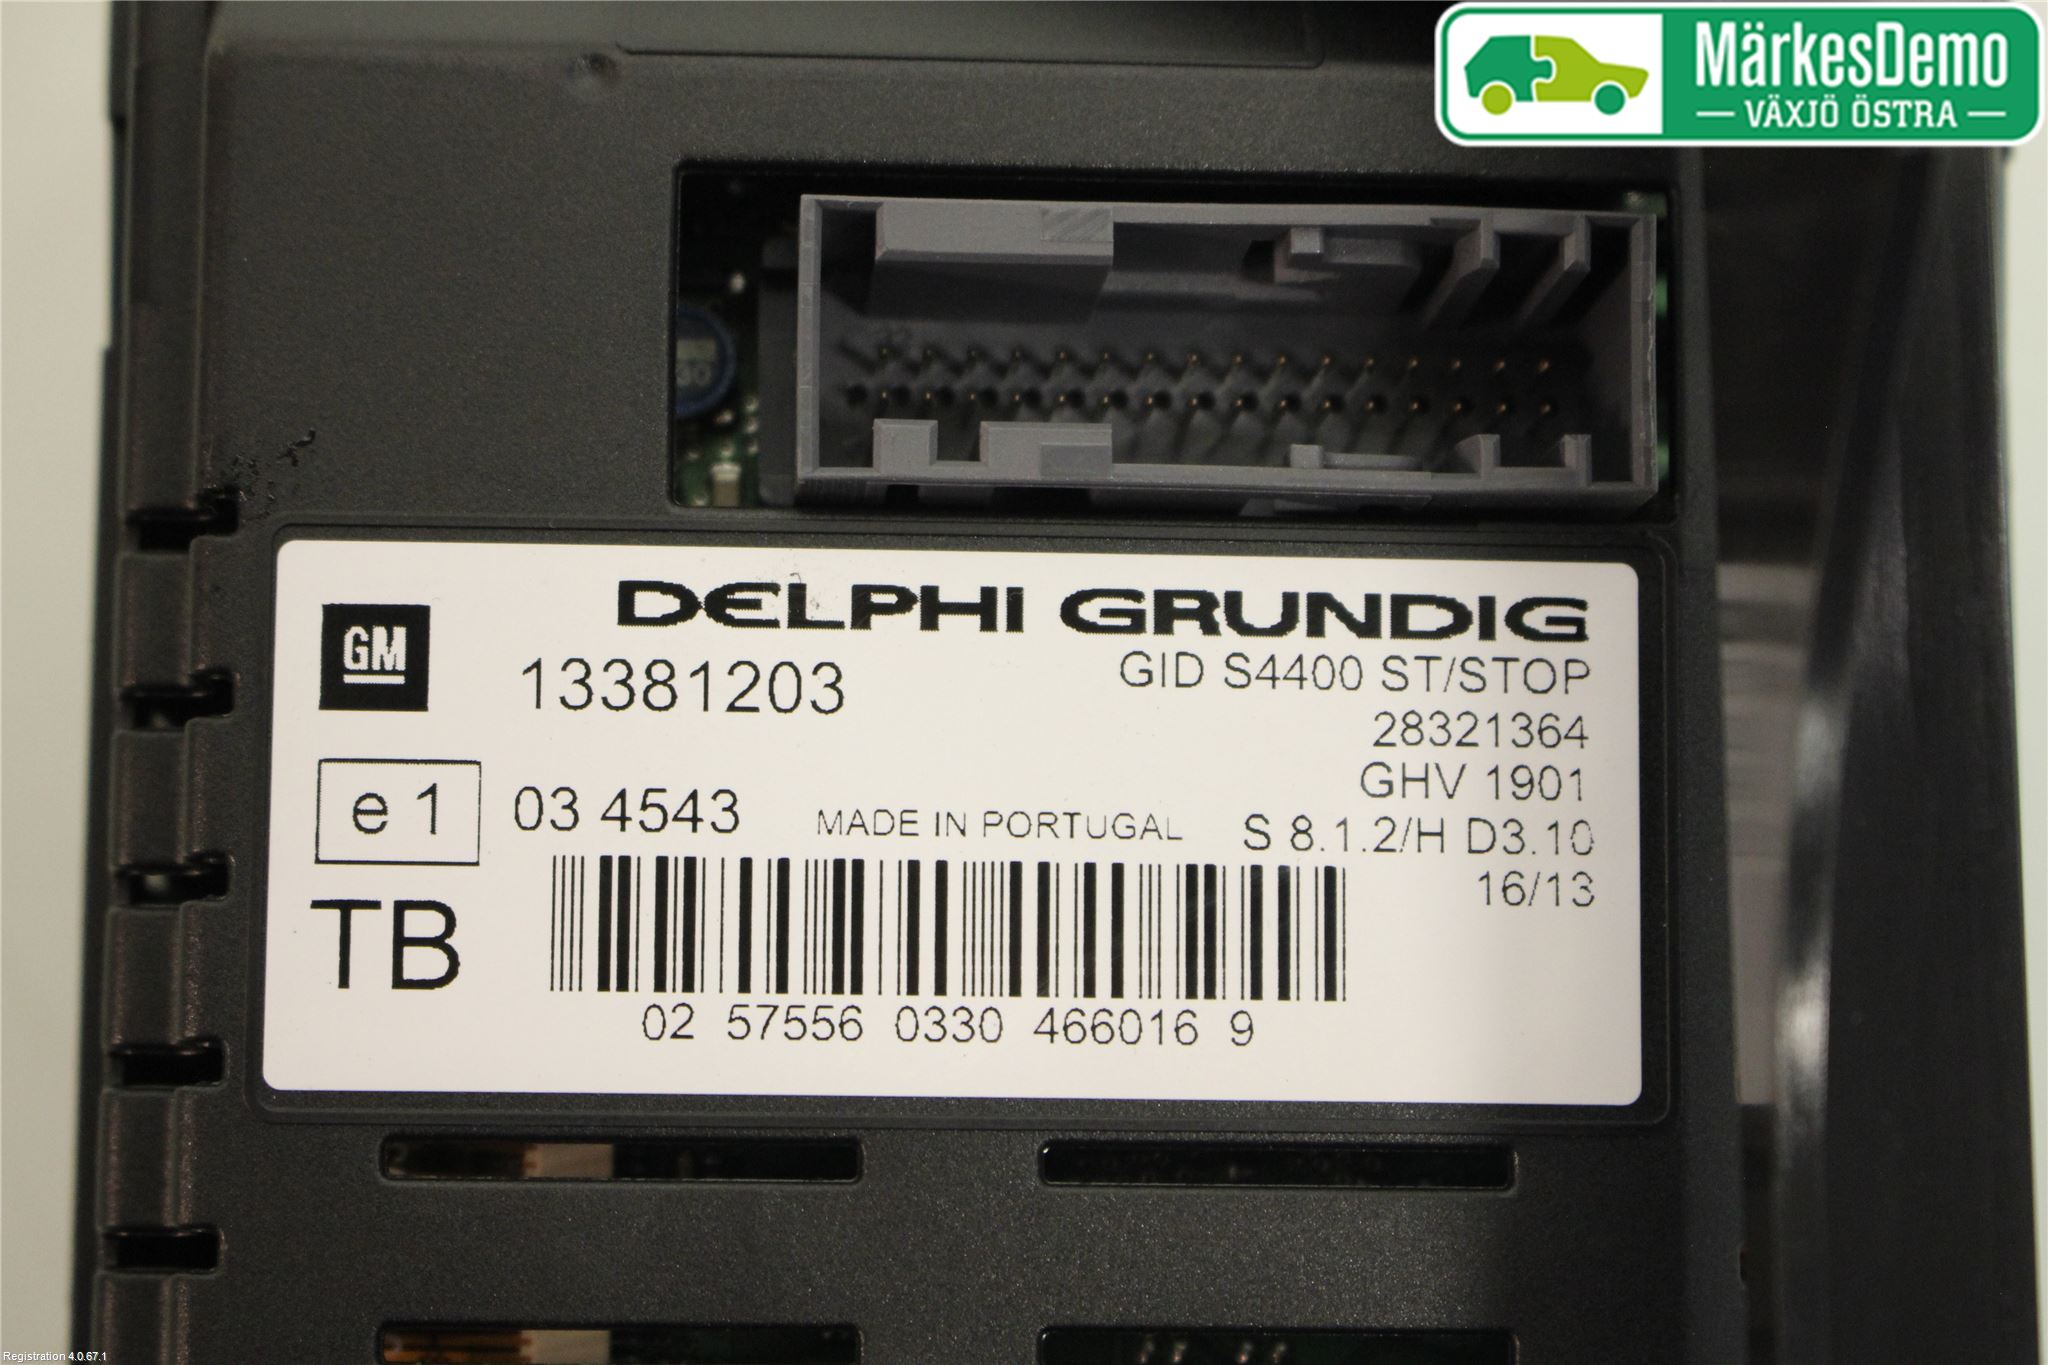 MärkesDemo
VÄXJÖ ÖSTRA
DELPHI GRUNDIG
GM
13381203
GID S4400 ST/STOP
28321364
GHV 1901
e1
03 4543
MADE IN PORTUGAL
S 8.1.2/H D3.10
16/13
TB
02 57556 0330 466016 9
Registration 4.0.67.1